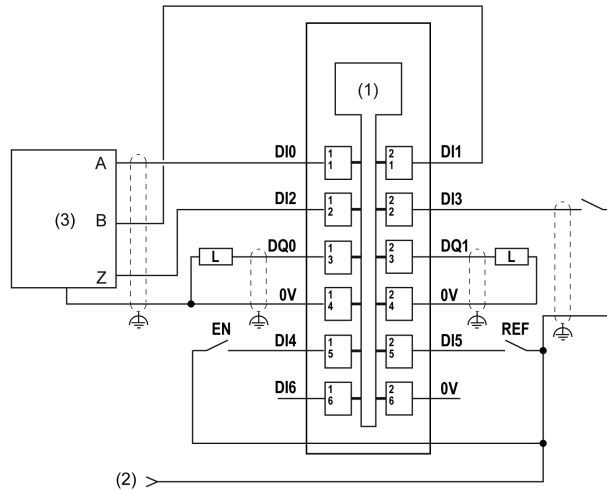 (1)
A DI0 1 1 2 1 DI1
(3) B
DI2 1 2 2 2 DI3
Z
L DQ0 1 3 2 3 DQ1 L
0V 1 4 2 4 0V
EN DI4 1 5 2 5 DI5 REF
DI6 1 6 2 6 0V
(2)